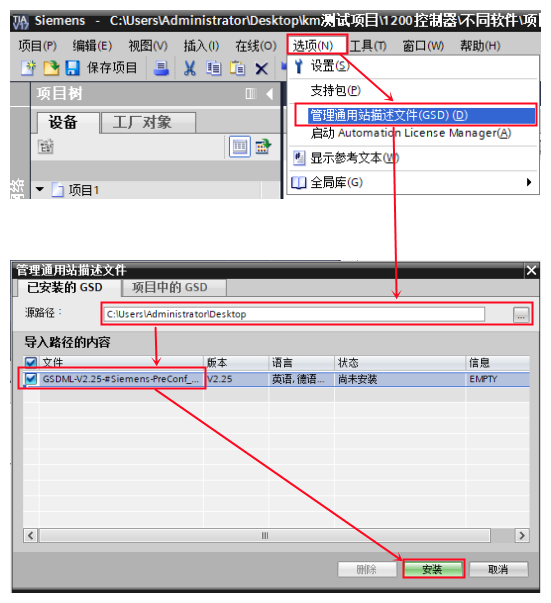 Siemens - C:\Users\Administrator\Desktop\km测试项目\1200控制器\不同软件\项
项目(P) 编辑(E) 视图(V) 插入(I) 在线(O) 选项(N) 工具(T) 窗口(W) 帮助(H)
保存项目
设置(S)
项目树
支持包(P)
管理通用站描述文件(GSD) (D)
设备 工厂对象
启动 Automation License Manager(A)
显示参考文本(W)
全局库(G)
项目1
管理通用站描述文件
已安装的 GSD 项目中的 GSD
源路径： C:\Users\Administrator\Desktop ...
导入路径的内容
文件 版本 语言 状态 信息
GSDML-V2.25-#Siemens-PreConf_... V2.25 英语, 德语... 尚未安装 EMPTY
删除 安装 取消